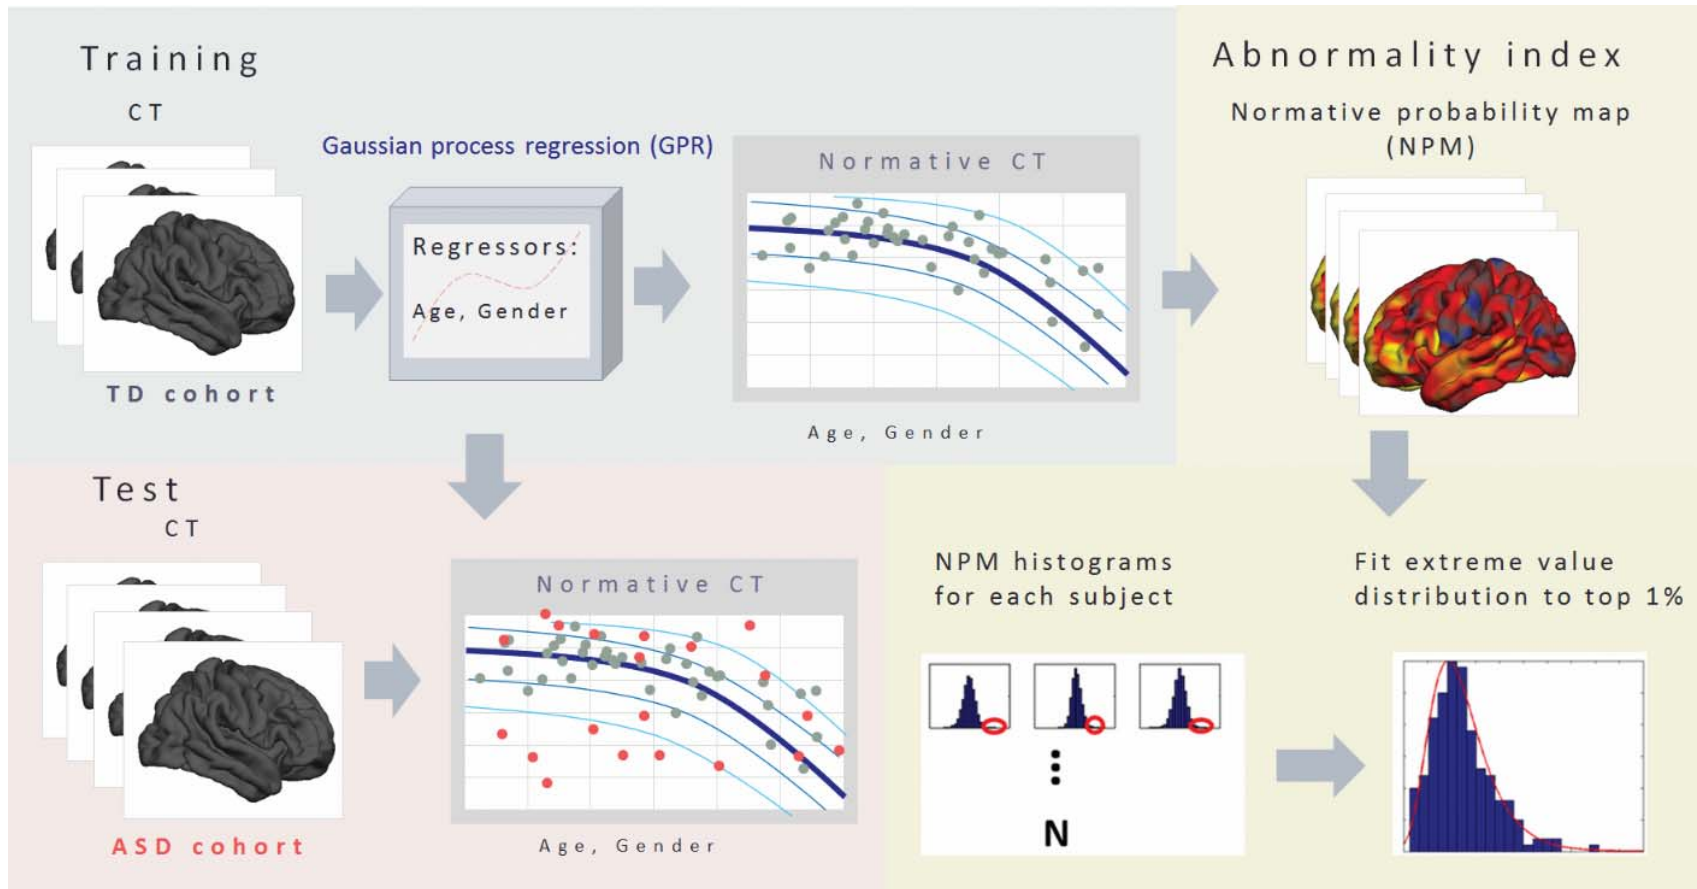 Training
CT
Gaussian process regression (GPR)
Regressors:
Age, Gender
TD cohort
Normative CT
Age, Gender
Abnormality index
Normative probability map
(NPM)
Test
CT
ASD cohort
Normative CT
Age, Gender
NPM histograms
for each subject
N
Fit extreme value
distribution to top 1%